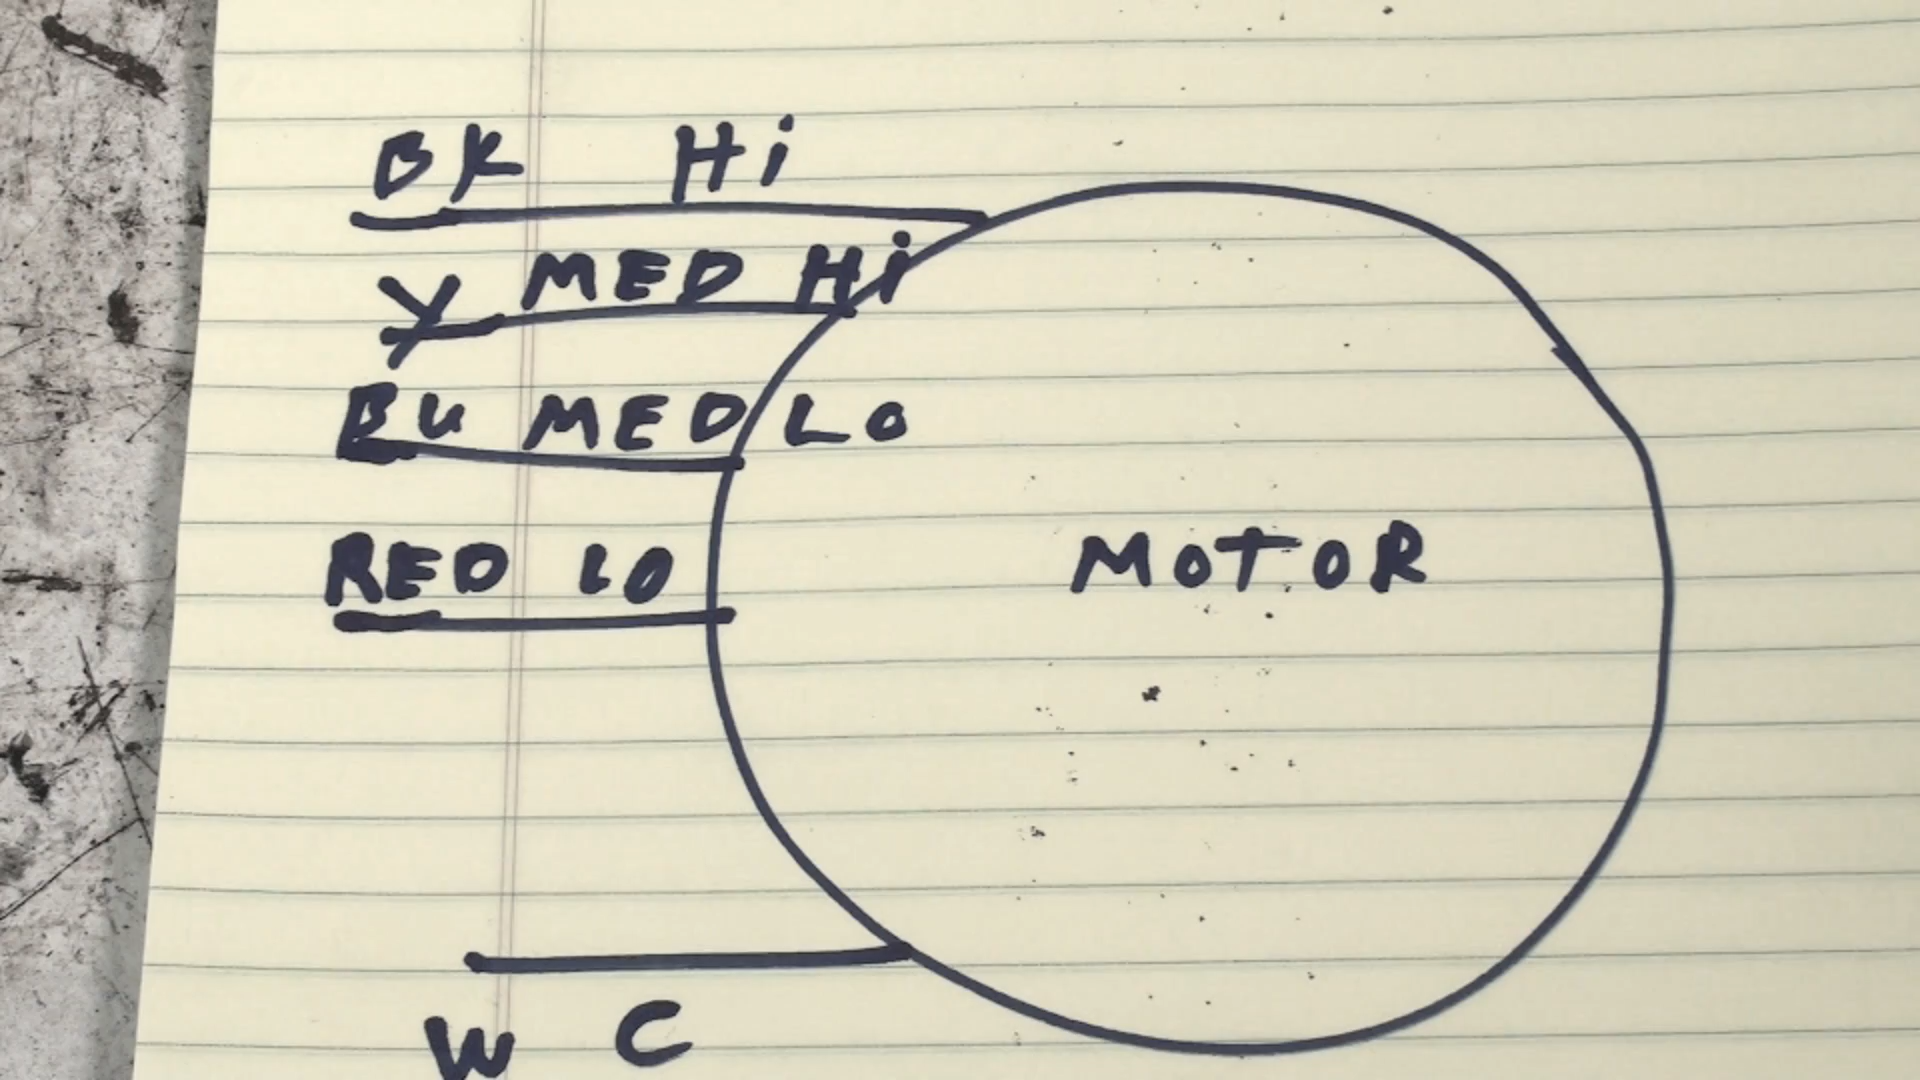 BK Hi
Y MED Hi
BU MED LO
RED LO
MOTOR
W C